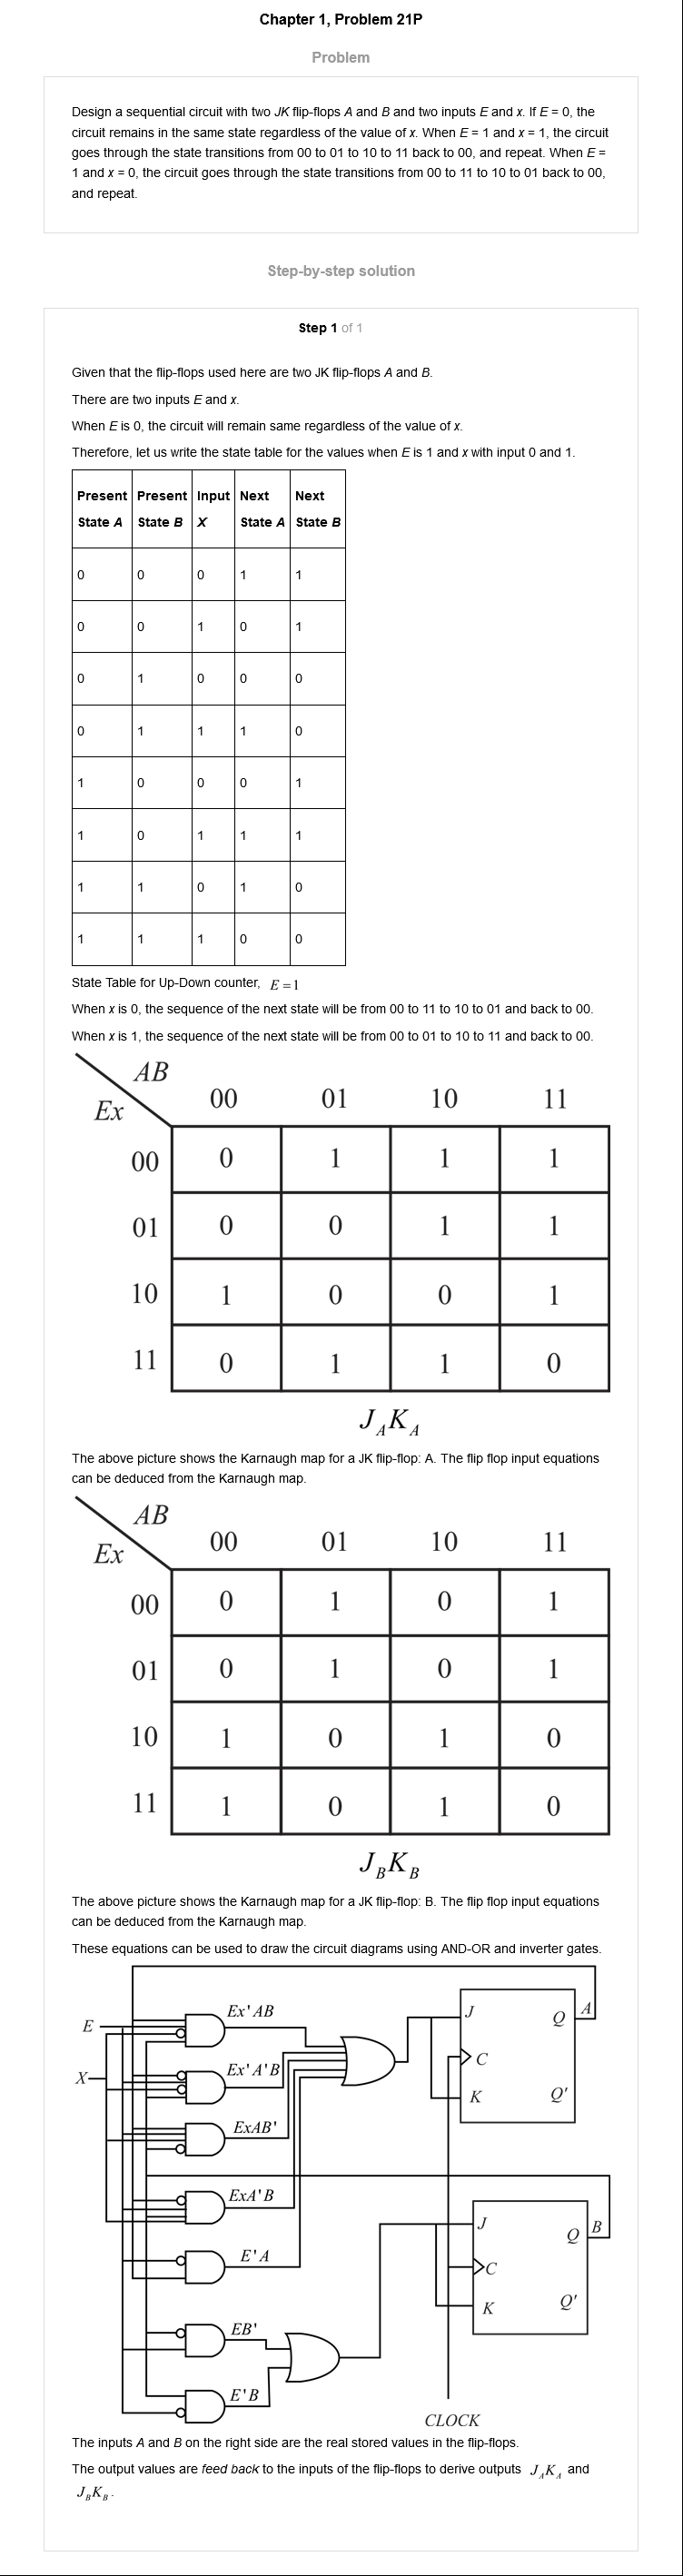 Chapter 1, Problem 21P
Problem
Design a sequential circuit with two JK flip-flops A and B and two inputs E and x. If E = 0, the
circuit remains in the same state regardless of the value of x. When E = 1 and x = 1, the circuit
goes through the state transitions from 00 to 01 to 10 to 11 back to 00, and repeat. When E =
1 and x = 0, the circuit goes through the state transitions from 00 to 11 to 10 to 01 back to 00,
and repeat.
Step-by-step solution
Step 1 of 1
Given that the flip-flops used here are two JK flip-flops A and B.
There are two inputs E and x.
When E is 0, the circuit will remain same regardless of the value of x.
Therefore, let us write the state table for the values when E is 1 and x with input 0 and 1.
Present Present Input Next Next
State A State B X State A State B
0 0 0 1 1
0 0 1 0 1
0 1 0 0 0
0 1 1 1 0
1 0 0 0 1
1 0 1 1 1
1 1 0 1 0
1 1 1 0 0
State Table for Up-Down counter, E = 1
When x is 0, the sequence of the next state will be from 00 to 11 to 10 to 01 and back to 00.
When x is 1, the sequence of the next state will be from 00 to 01 to 10 to 11 and back to 00.
AB
Ex
00 01 10 11
00 0 1 1 1
01 0 0 1 1
10 1 0 0 1
11 0 1 1 0
J_A K_A
The above picture shows the Karnaugh map for a JK flip-flop: A. The flip flop input equations
can be deduced from the Karnaugh map.
AB
Ex
00 01 10 11
00 0 1 0 1
01 0 1 0 1
10 1 0 1 0
11 1 0 1 0
J_B K_B
The above picture shows the Karnaugh map for a JK flip-flop: B. The flip flop input equations
can be deduced from the Karnaugh map.
These equations can be used to draw the circuit diagrams using AND-OR and inverter gates.
E
X
Ex'AB
Ex'A'B
ExAB'
ExA'B
E'A
EB'
E'B
J
C
K
Q
Q'
A
J
C
K
Q
Q'
B
CLOCK
The inputs A and B on the right side are the real stored values in the flip-flops.
The output values are feed back to the inputs of the flip-flops to derive outputs J_A K_A and
J_B K_B .